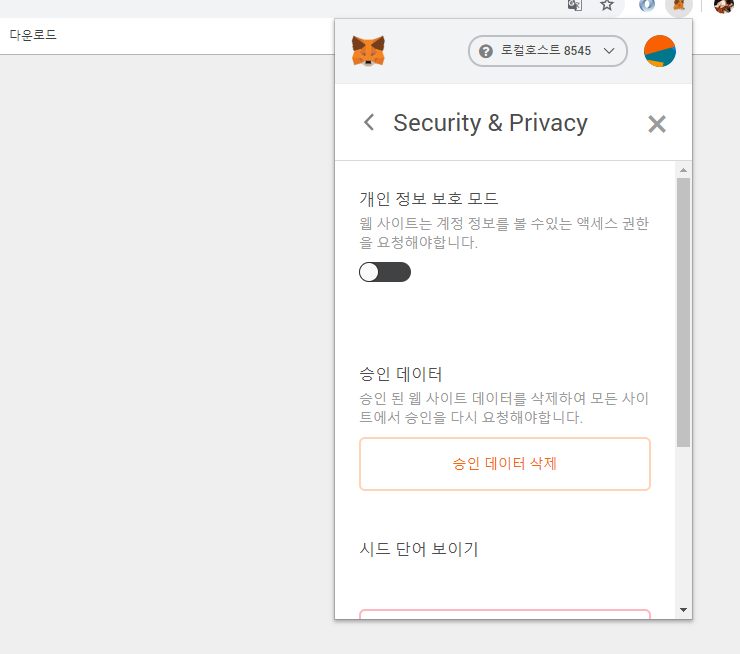 다운로드
로컬호스트 8545
Security & Privacy
개인 정보 보호 모드
웹 사이트는 계정 정보를 볼 수있는 액세스 권한
을 요청해야합니다.
승인 데이터
승인 된 웹 사이트 데이터를 삭제하여 모든 사이
트에서 승인을 다시 요청해야합니다.
승인 데이터 삭제
시드 단어 보이기